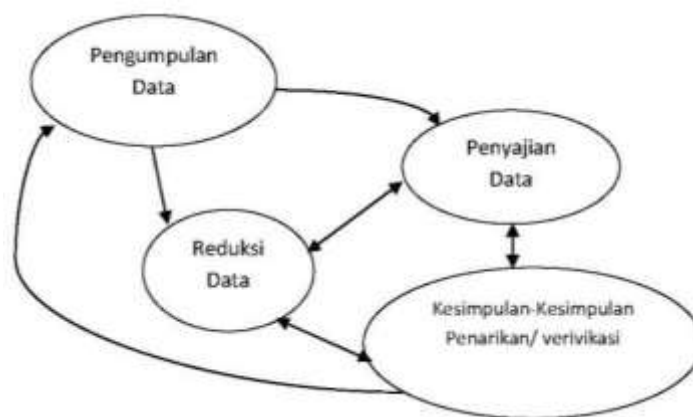 Pengumpulan
Data
Penyajian
Data
Reduksi
Data
Kesimpulan-Kesimpulan
Penarikan/ verivikasi